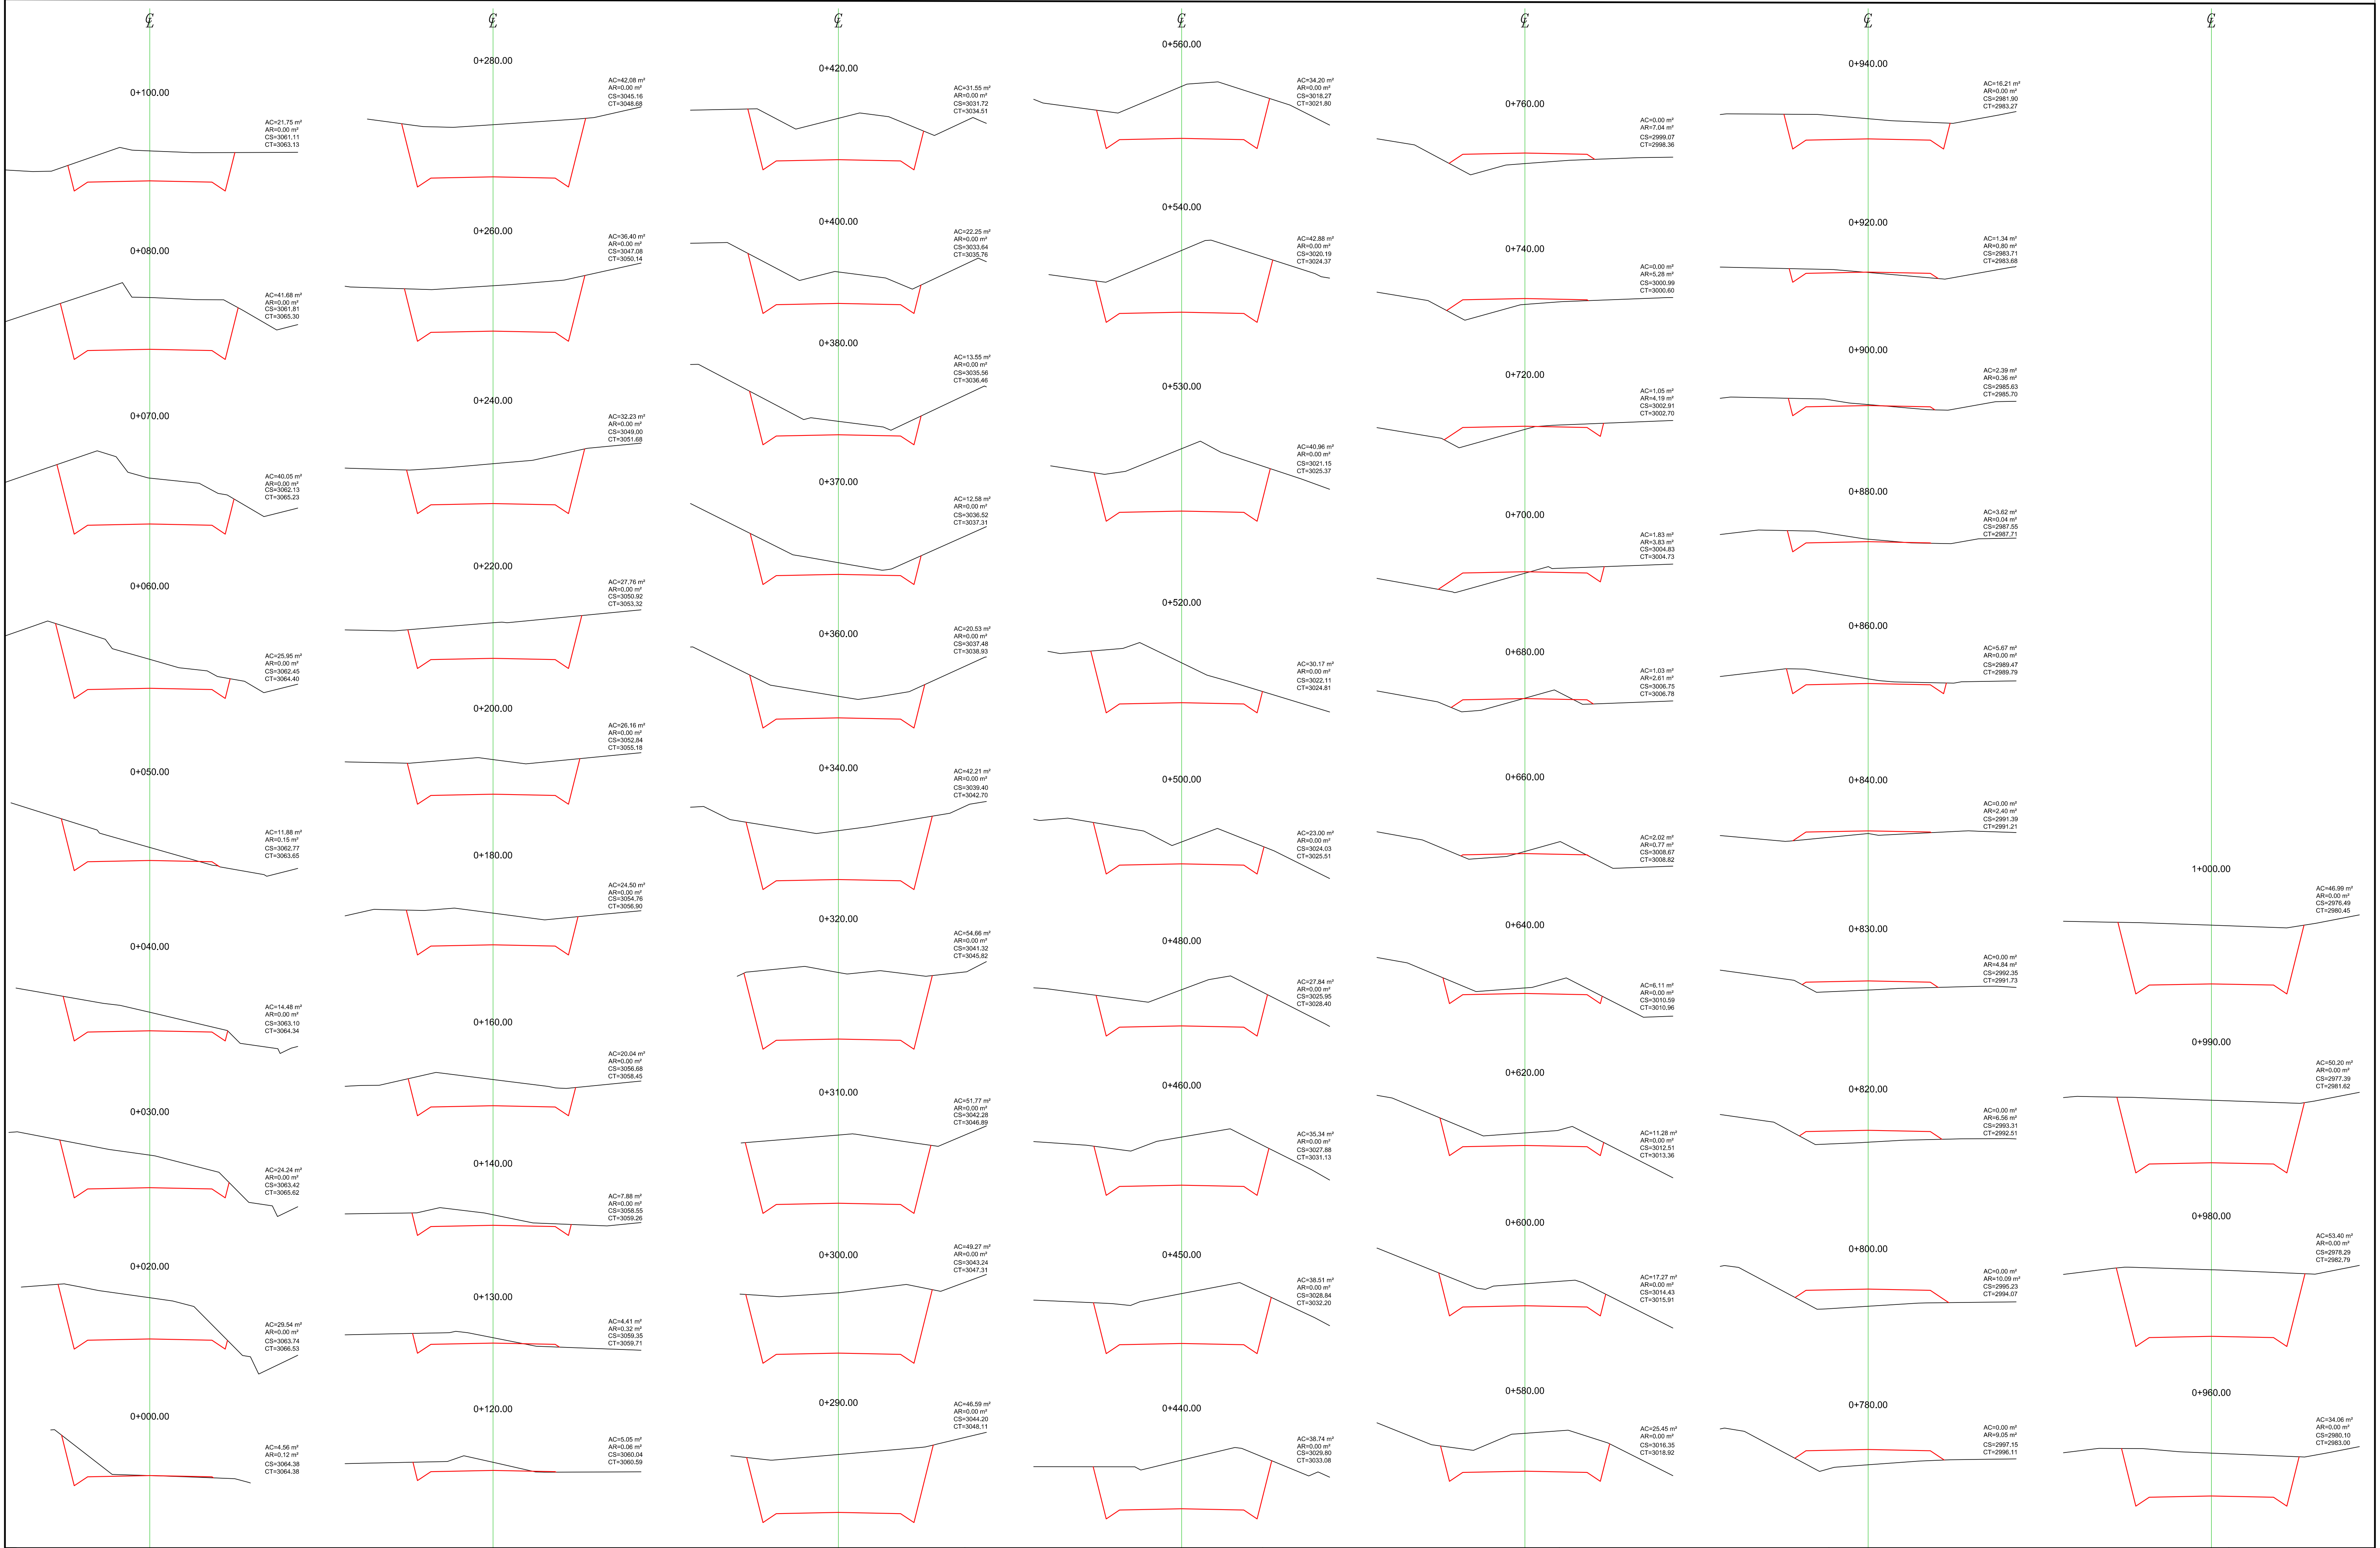 ℄
℄
℄
℄
℄
℄
℄
0+100.00
AC=21.75 m²
AR=0.00 m²
CS=3061.11
CT=3063.13
0+080.00
AC=41.68 m²
AR=0.00 m²
CS=3061.81
CT=3065.30
0+070.00
AC=40.05 m²
AR=0.00 m²
CS=3062.13
CT=3065.23
0+060.00
AC=25.95 m²
AR=0.00 m²
CS=3062.45
CT=3064.40
0+050.00
AC=11.88 m²
AR=0.15 m²
CS=3062.77
CT=3063.65
0+040.00
AC=14.48 m²
AR=0.00 m²
CS=3063.10
CT=3064.34
0+030.00
AC=24.24 m²
AR=0.00 m²
CS=3063.42
CT=3065.62
0+020.00
AC=29.54 m²
AR=0.00 m²
CS=3063.74
CT=3066.53
0+000.00
AC=4.56 m²
AR=0.12 m²
CS=3064.38
CT=3064.38
0+280.00
AC=42.08 m²
AR=0.00 m²
CS=3045.16
CT=3048.68
0+260.00
AC=36.40 m²
AR=0.00 m²
CS=3047.08
CT=3050.14
0+240.00
AC=32.23 m²
AR=0.00 m²
CS=3049.00
CT=3051.68
0+220.00
AC=27.76 m²
AR=0.00 m²
CS=3050.92
CT=3053.32
0+200.00
AC=26.16 m²
AR=0.00 m²
CS=3052.84
CT=3055.18
0+180.00
AC=24.50 m²
AR=0.00 m²
CS=3054.76
CT=3056.90
0+160.00
AC=20.04 m²
AR=0.00 m²
CS=3056.68
CT=3058.45
0+140.00
AC=7.88 m²
AR=0.00 m²
CS=3058.55
CT=3059.26
0+130.00
AC=4.41 m²
AR=0.32 m²
CS=3059.35
CT=3059.71
0+120.00
AC=5.05 m²
AR=0.06 m²
CS=3060.04
CT=3060.59
0+420.00
AC=31.55 m²
AR=0.00 m²
CS=3031.72
CT=3034.51
0+400.00
AC=22.25 m²
AR=0.00 m²
CS=3033.64
CT=3035.76
0+380.00
AC=13.55 m²
AR=0.00 m²
CS=3035.56
CT=3036.46
0+370.00
AC=12.58 m²
AR=0.00 m²
CS=3036.52
CT=3037.31
0+360.00
AC=20.53 m²
AR=0.00 m²
CS=3037.48
CT=3038.93
0+340.00
AC=42.21 m²
AR=0.00 m²
CS=3039.40
CT=3042.70
0+320.00
AC=54.66 m²
AR=0.00 m²
CS=3041.32
CT=3045.82
0+310.00
AC=51.77 m²
AR=0.00 m²
CS=3042.28
CT=3046.89
0+300.00
AC=49.27 m²
AR=0.00 m²
CS=3043.24
CT=3047.31
0+290.00
AC=46.59 m²
AR=0.00 m²
CS=3044.20
CT=3048.11
0+560.00
AC=34.20 m²
AR=0.00 m²
CS=3018.27
CT=3021.80
0+540.00
AC=42.88 m²
AR=0.00 m²
CS=3020.19
CT=3024.37
0+530.00
AC=40.96 m²
AR=0.00 m²
CS=3021.15
CT=3025.37
0+520.00
AC=30.17 m²
AR=0.00 m²
CS=3022.11
CT=3024.81
0+500.00
AC=23.00 m²
AR=0.00 m²
CS=3024.03
CT=3025.51
0+480.00
AC=27.84 m²
AR=0.00 m²
CS=3025.95
CT=3028.40
0+460.00
AC=35.34 m²
AR=0.00 m²
CS=3027.88
CT=3031.13
0+450.00
AC=38.51 m²
AR=0.00 m²
CS=3028.84
CT=3032.20
0+440.00
AC=38.74 m²
AR=0.00 m²
CS=3029.80
CT=3033.08
0+760.00
AC=0.00 m²
AR=7.04 m²
CS=2999.07
CT=2998.36
0+740.00
AC=0.00 m²
AR=5.28 m²
CS=3000.99
CT=3000.60
0+720.00
AC=1.05 m²
AR=4.19 m²
CS=3002.91
CT=3002.70
0+700.00
AC=1.83 m²
AR=3.83 m²
CS=3004.83
CT=3004.73
0+680.00
AC=1.03 m²
AR=2.61 m²
CS=3006.75
CT=3006.78
0+660.00
AC=2.02 m²
AR=0.77 m²
CS=3008.67
CT=3008.82
0+640.00
AC=6.11 m²
AR=0.00 m²
CS=3010.59
CT=3010.96
0+620.00
AC=11.28 m²
AR=0.00 m²
CS=3012.51
CT=3013.36
0+600.00
AC=17.27 m²
AR=0.00 m²
CS=3014.43
CT=3015.91
0+580.00
AC=25.45 m²
AR=0.00 m²
CS=3016.35
CT=3018.92
0+940.00
AC=16.21 m²
AR=0.00 m²
CS=2981.90
CT=2983.27
0+920.00
AC=1.34 m²
AR=0.80 m²
CS=2983.71
CT=2983.68
0+900.00
AC=2.39 m²
AR=0.36 m²
CS=2985.63
CT=2985.70
0+880.00
AC=3.62 m²
AR=0.04 m²
CS=2987.55
CT=2987.71
0+860.00
AC=5.67 m²
AR=0.00 m²
CS=2989.47
CT=2989.79
0+840.00
AC=0.00 m²
AR=2.40 m²
CS=2991.39
CT=2991.21
0+830.00
AC=0.00 m²
AR=4.84 m²
CS=2992.35
CT=2991.73
0+820.00
AC=0.00 m²
AR=6.56 m²
CS=2993.31
CT=2992.51
0+800.00
AC=0.00 m²
AR=10.09 m²
CS=2995.23
CT=2994.07
0+780.00
AC=0.00 m²
AR=9.05 m²
CS=2997.15
CT=2996.11
1+000.00
AC=46.99 m²
AR=0.00 m²
CS=2976.49
CT=2980.45
0+990.00
AC=50.20 m²
AR=0.00 m²
CS=2977.39
CT=2981.62
0+980.00
AC=53.40 m²
AR=0.00 m²
CS=2978.29
CT=2982.79
0+960.00
AC=34.06 m²
AR=0.00 m²
CS=2980.10
CT=2983.00